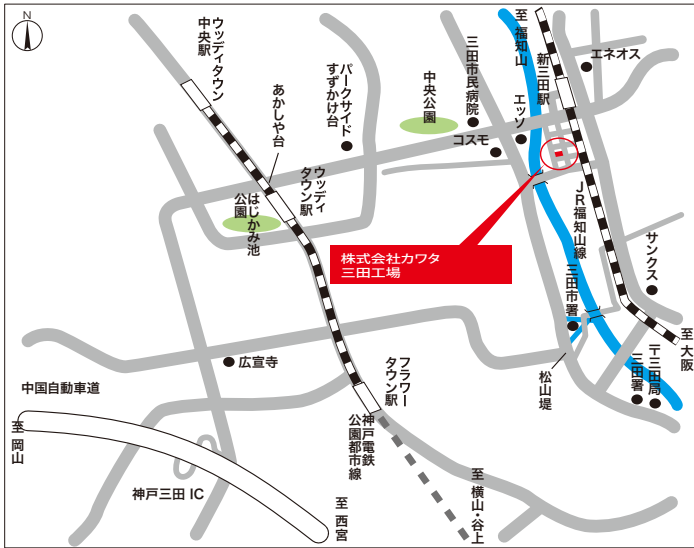 N
ウッディタウン
中央駅
あかしや台
パークサイド
すずかけ台
中央公園
三田市民病院
コスモ
エッソ
至 福知山
新三田駅
エネオス
ウッディ
タウン駅
はじかみ池
公園
株式会社カワタ
三田工場
JR福知山線
サンクス
三田市署
至 大阪
〒三田局
三田署
松山堤
広宣寺
フラワー
タウン駅
神戸電鉄
公園都市線
中国自動車道
至 岡山
神戸三田 IC
至 西宮
至 横山・谷上